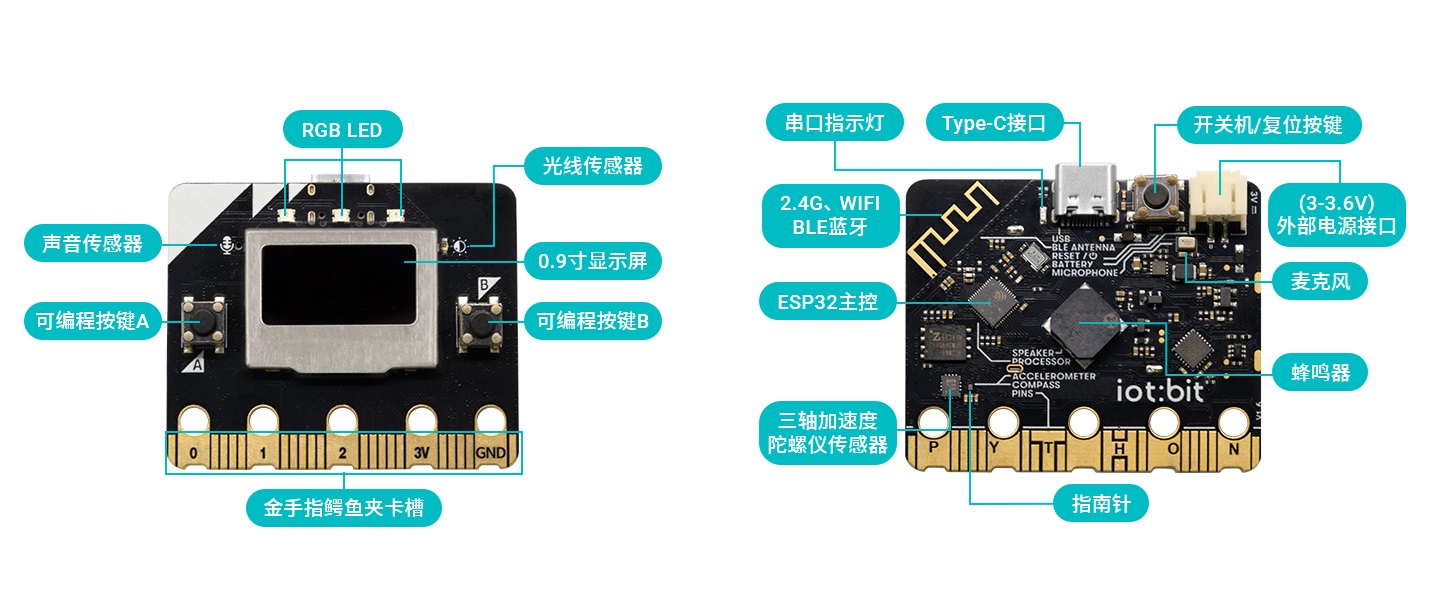 RGB LED
光线传感器
声音传感器
0.9寸显示屏
B
可编程按键A
可编程按键B
A
0
1
2
3V
GND
金手指鳄鱼夹卡槽
串口指示灯
Type-C接口
开关机/复位按键
2.4G、WIFI
BLE蓝牙
3V
(3-3.6V)
外部电源接口
USB
BLE ANTENNA
RESET /
BATTERY
MICROPHONE
麦克风
ESP32主控
SPEAKER
PROCESSOR
蜂鸣器
ACCELEROMETER
COMPASS
PINS
iot:bit
三轴加速度
陀螺仪传感器
P
Y
T
H
O
N
指南针